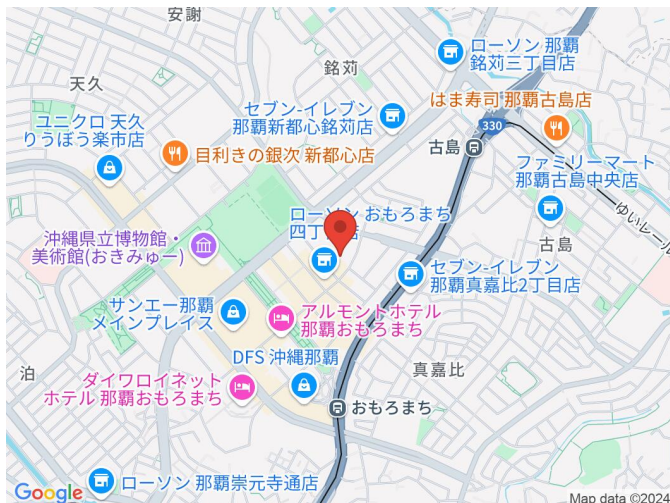 安謝
ローソン 那覇
銘苅三丁目店
銘苅
天久
はま寿司 那覇古島店
セブン-イレブン
那覇新都心銘苅店
330
ユニクロ 天久
りうぼう楽市店
古島
目利きの銀次 新都心店
ファミリーマート
那覇古島中央店
ゆいレール
ローソン おもろまち
四丁
店
沖縄県立博物館・
美術館(おきみゅー)
古島
セブン-イレブン
那覇真嘉比2丁目店
サンエー那覇
メインプレイス
アルモントホテル
那覇おもろまち
DFS 沖縄那覇
真嘉比
泊
ダイワロイネット
ホテル 那覇おもろまち
おもろまち
ローソン 那覇崇元寺通店
Google
Map data ©2024